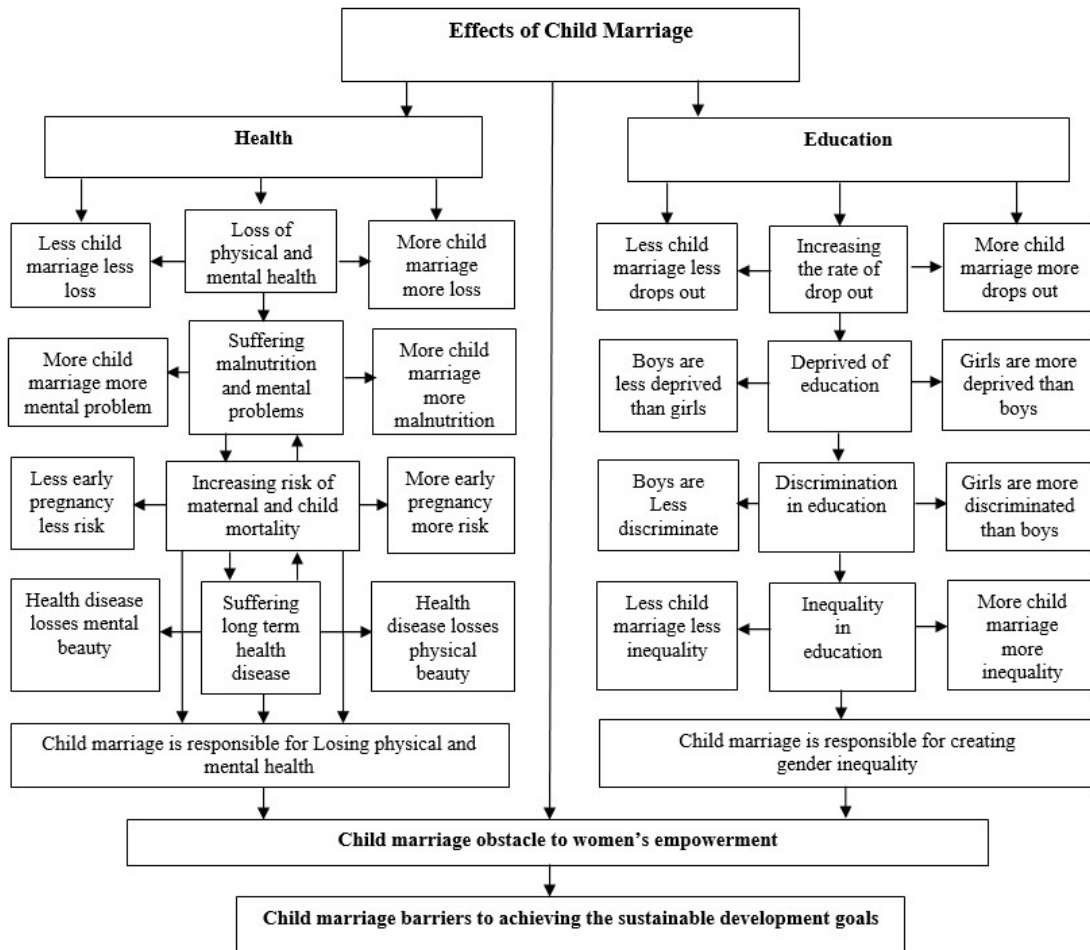 Effects of Child Marriage
Health
Education
Less child
marriage less
loss
Loss of
physical and
mental health
More child
marriage
more loss
Less child
marriage less
drops out
Increasing
the rate of
drop out
More child
marriage more
drops out
More child
marriage more
mental problem
Suffering
malnutrition
and mental
problems
More child
marriage
more
malnutrition
Boys are
less deprived
than girls
Deprived of
education
Girls are more
deprived than
boys
Less early
pregnancy
less risk
Increasing risk of
maternal and child
mortality
More early
pregnancy
more risk
Boys are
Less
discriminate
Discrimination
in education
Girls are more
discriminated
than boys
Health disease
losses mental
beauty
Suffering
long term
health
disease
Health
disease losses
physical
beauty
Less child
marriage less
inequality
Inequality
in
education
More child
marriage
more
inequality
Child marriage is responsible for Losing physical and
mental health
Child marriage is responsible for creating
gender inequality
Child marriage obstacle to women’s empowerment
Child marriage barriers to achieving the sustainable development goals